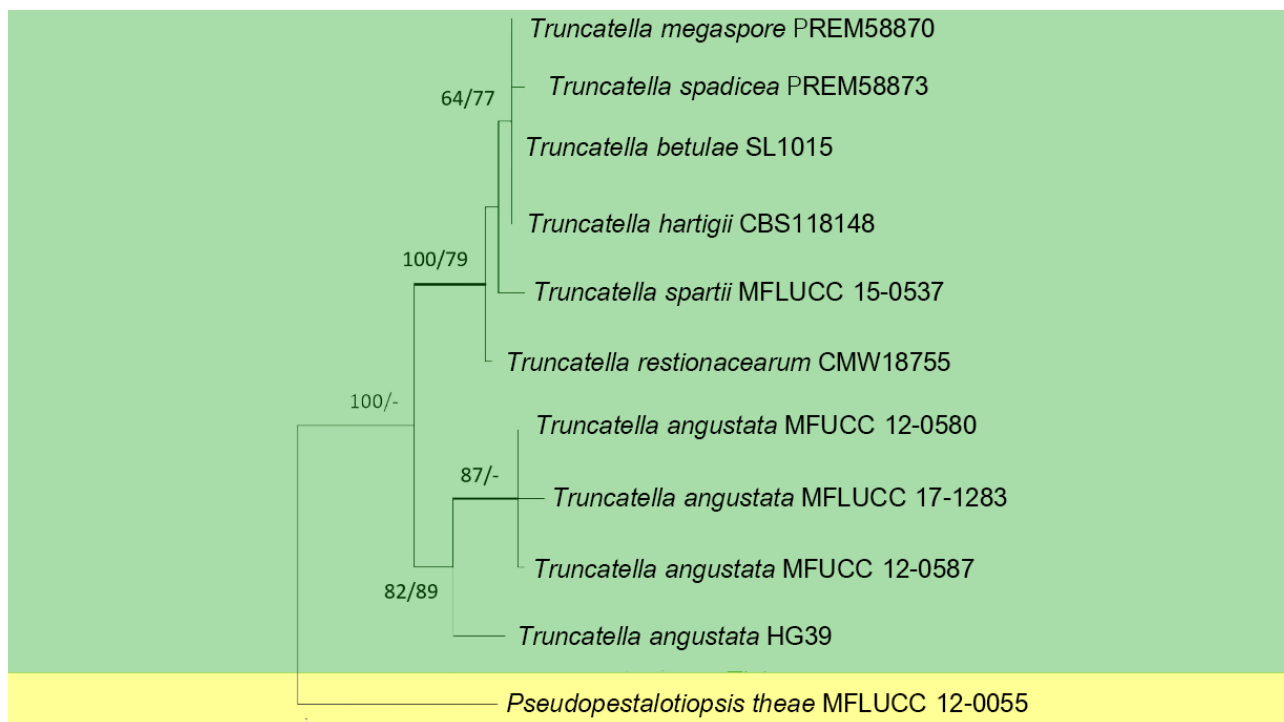 Truncatella megaspore PREM58870
64/77
Truncatella spadicea PREM58873
Truncatella betulae SL1015
Truncatella hartigii CBS118148
100/79
Truncatella spartii MFLUCC 15-0537
Truncatella restionacearum CMW18755
100/-
Truncatella angustata MFUCC 12-0580
87/-
Truncatella angustata MFLUCC 17-1283
Truncatella angustata MFUCC 12-0587
82/89
Truncatella angustata HG39
Pseudopestalotiopsis theae MFLUCC 12-0055